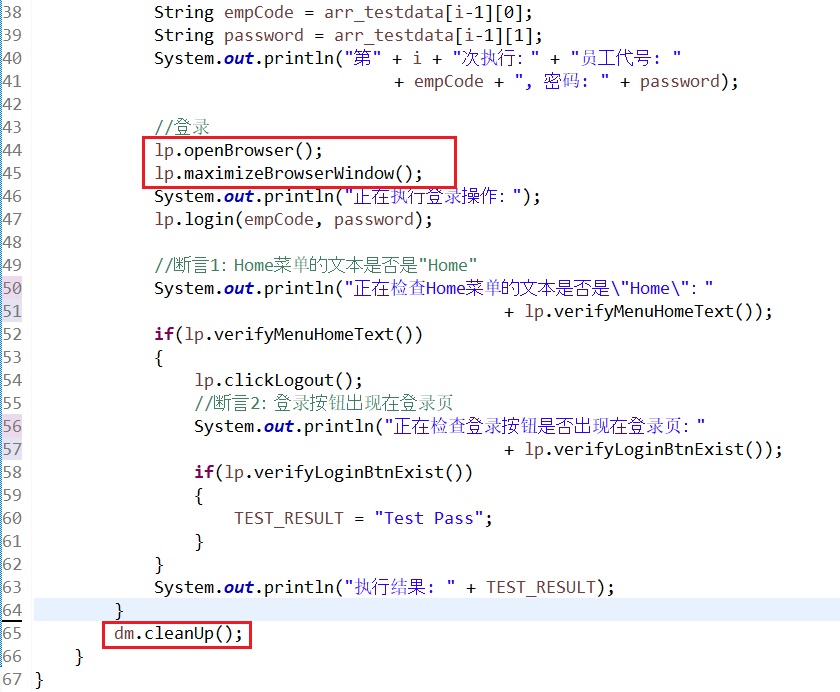 38 String empCode = arr_testdata[i-1][0];
39 String password = arr_testdata[i-1][1];
40 System.out.println("第" + i + "次执行: " + "员工代号: "
41 + empCode + ", 密码: " + password);
42
43 //登录
44 lp.openBrowser();
45 lp.maximizeBrowserWindow();
46 System.out.println("正在执行登录操作: ");
47 lp.login(empCode, password);
48
49 //断言1: Home菜单的文本是否是"Home"
50 System.out.println("正在检查Home菜单的文本是否是\"Home\": "
51 + lp.verifyMenuHomeText());
52 if(lp.verifyMenuHomeText())
53 {
54 lp.clickLogout();
55 //断言2: 登录按钮出现在登录页
56 System.out.println("正在检查登录按钮是否出现在登录页: "
57 + lp.verifyLoginBtnExist());
58 if(lp.verifyLoginBtnExist())
59 {
60 TEST_RESULT = "Test Pass";
61 }
62 }
63 System.out.println("执行结果: " + TEST_RESULT);
64 }
65 dm.cleanUp();
66 }
67 }